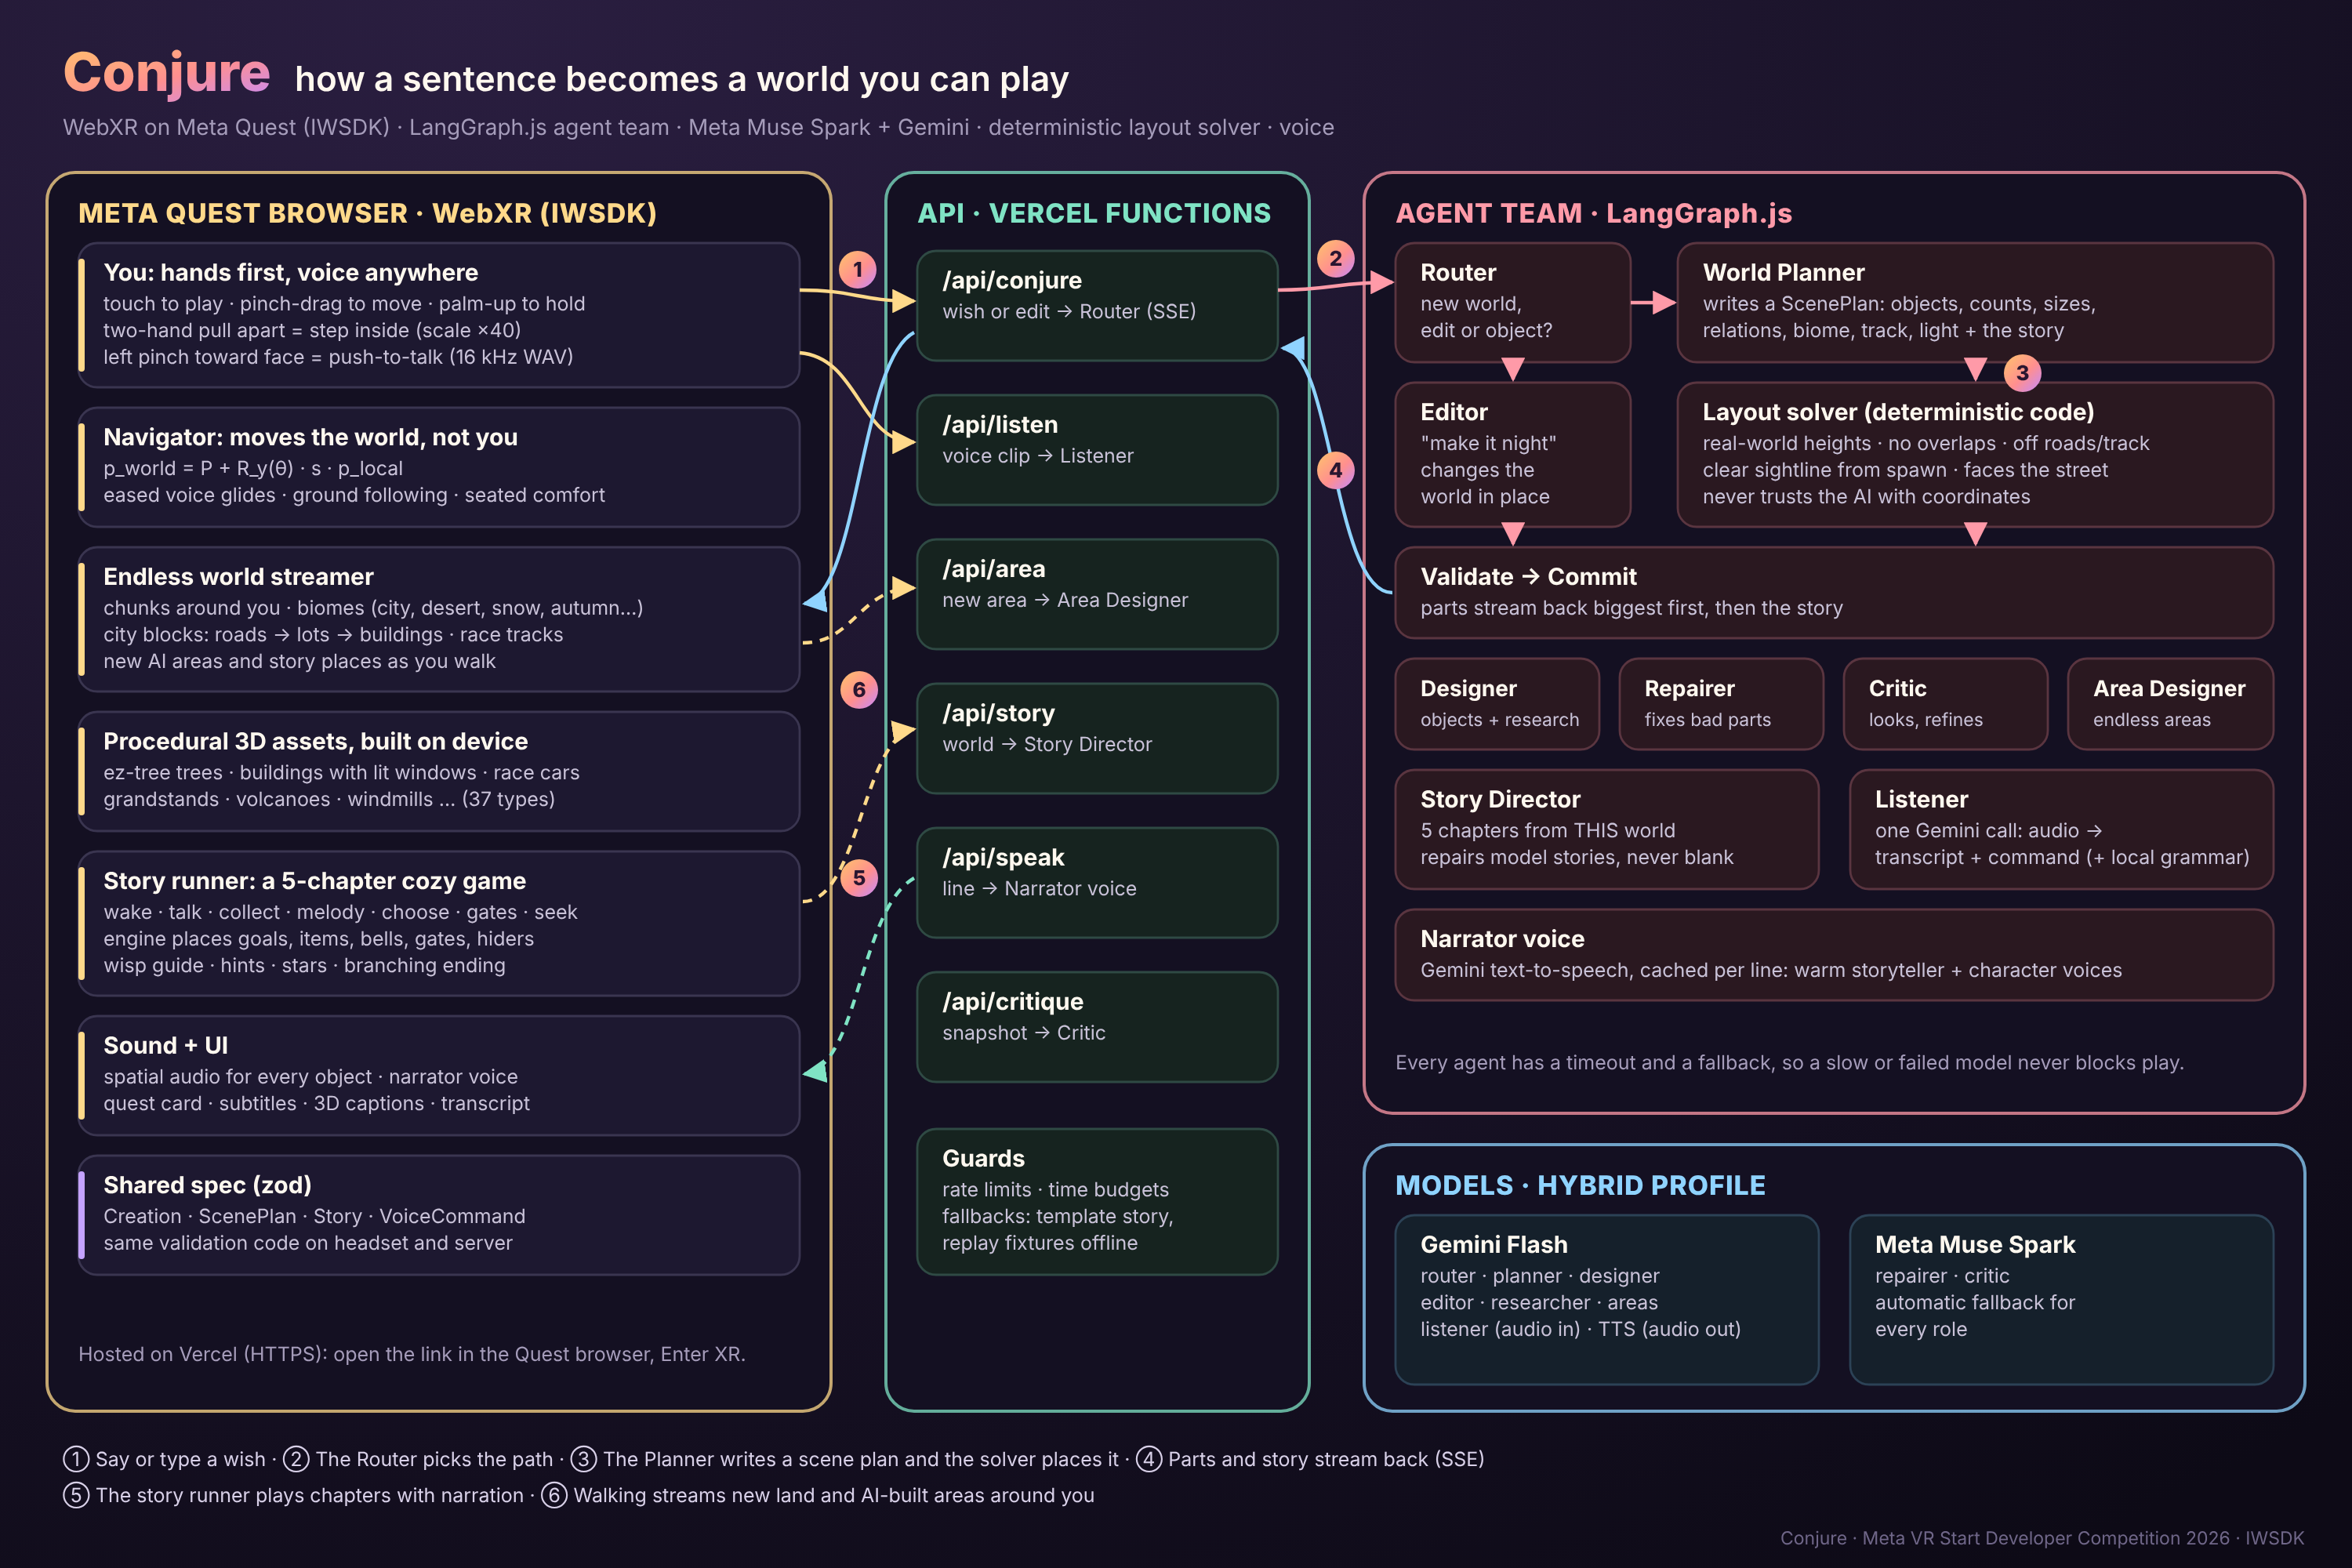 Conjure how a sentence becomes a world you can play
WebXR on Meta Quest (IWSDK) · LangGraph.js agent team · Meta Muse Spark + Gemini · deterministic layout solver · voice
META QUEST BROWSER · WebXR (IWSDK)
You: hands first, voice anywhere
touch to play · pinch-drag to move · palm-up to hold
two-hand pull apart = step inside (scale ×40)
left pinch toward face = push-to-talk (16 kHz WAV)
Navigator: moves the world, not you
p_world = P + R_y(θ) · s · p_local
eased voice glides · ground following · seated comfort
Endless world streamer
chunks around you · biomes (city, desert, snow, autumn...)
city blocks: roads → lots → buildings · race tracks
new AI areas and story places as you walk
Procedural 3D assets, built on device
ez-tree trees · buildings with lit windows · race cars
grandstands · volcanoes · windmills ... (37 types)
Story runner: a 5-chapter cozy game
wake · talk · collect · melody · choose · gates · seek
engine places goals, items, bells, gates, hiders
wisp guide · hints · stars · branching ending
Sound + UI
spatial audio for every object · narrator voice
quest card · subtitles · 3D captions · transcript
Shared spec (zod)
Creation · ScenePlan · Story · VoiceCommand
same validation code on headset and server
Hosted on Vercel (HTTPS): open the link in the Quest browser, Enter XR.
1
6
5
API · VERCEL FUNCTIONS
/api/conjure
wish or edit → Router (SSE)
/api/listen
voice clip → Listener
/api/area
new area → Area Designer
/api/story
world → Story Director
/api/speak
line → Narrator voice
/api/critique
snapshot → Critic
Guards
rate limits · time budgets
fallbacks: template story,
replay fixtures offline
2
4
AGENT TEAM · LangGraph.js
Router
new world,
edit or object?
World Planner
writes a ScenePlan: objects, counts, sizes,
relations, biome, track, light + the story
3
Editor
"make it night"
changes the
world in place
Layout solver (deterministic code)
real-world heights · no overlaps · off roads/track
clear sightline from spawn · faces the street
never trusts the AI with coordinates
Validate → Commit
parts stream back biggest first, then the story
Designer
objects + research
Repairer
fixes bad parts
Critic
looks, refines
Area Designer
endless areas
Story Director
5 chapters from THIS world
repairs model stories, never blank
Listener
one Gemini call: audio →
transcript + command (+ local grammar)
Narrator voice
Gemini text-to-speech, cached per line: warm storyteller + character voices
Every agent has a timeout and a fallback, so a slow or failed model never blocks play.
MODELS · HYBRID PROFILE
Gemini Flash
router · planner · designer
editor · researcher · areas
listener (audio in) · TTS (audio out)
Meta Muse Spark
repairer · critic
automatic fallback for
every role
① Say or type a wish · ② The Router picks the path · ③ The Planner writes a scene plan and the solver places it · ④ Parts and story stream back (SSE)
⑤ The story runner plays chapters with narration · ⑥ Walking streams new land and AI-built areas around you
Conjure · Meta VR Start Developer Competition 2026 · IWSDK